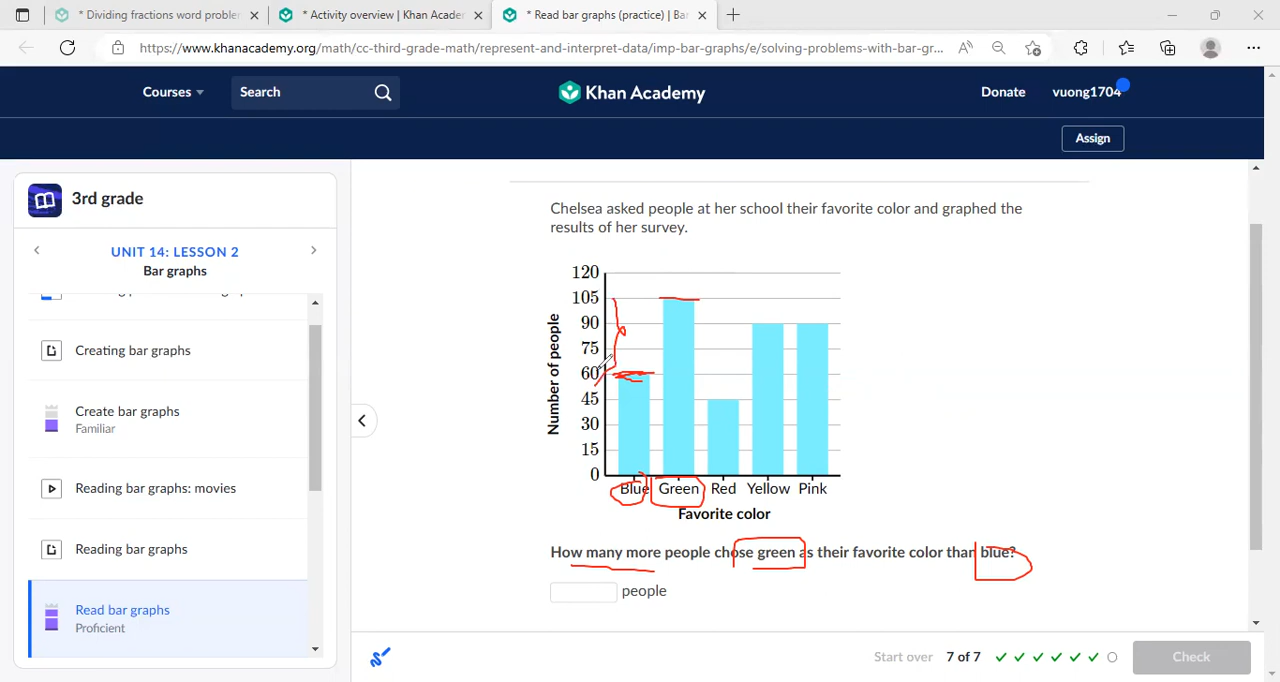 * Dividing fractions word proble
* Activity overview | Khan Acade
* Read bar graphs (practice) | Ba
https://www.khanacademy.org/math/cc-third-grade-math/represent-and-interpret-data/imp-bar-graphs/e/solving-problems-with-bar-gr...
Courses
Search
Khan Academy
Donate
vuong1704
Assign
3rd grade
UNIT 14: LESSON 2
Bar graphs
Creating bar graphs
Create bar graphs
Familiar
Reading bar graphs: movies
Reading bar graphs
Read bar graphs
Proficient
Chelsea asked people at her school their favorite color and graphed the
results of her survey.
120
105
90
75
60
45
30
15
0
Number of people
Blue Green Red Yellow Pink
Favorite color
How many more people chose green as their favorite color than blue?
people
Start over 7 of 7 Check